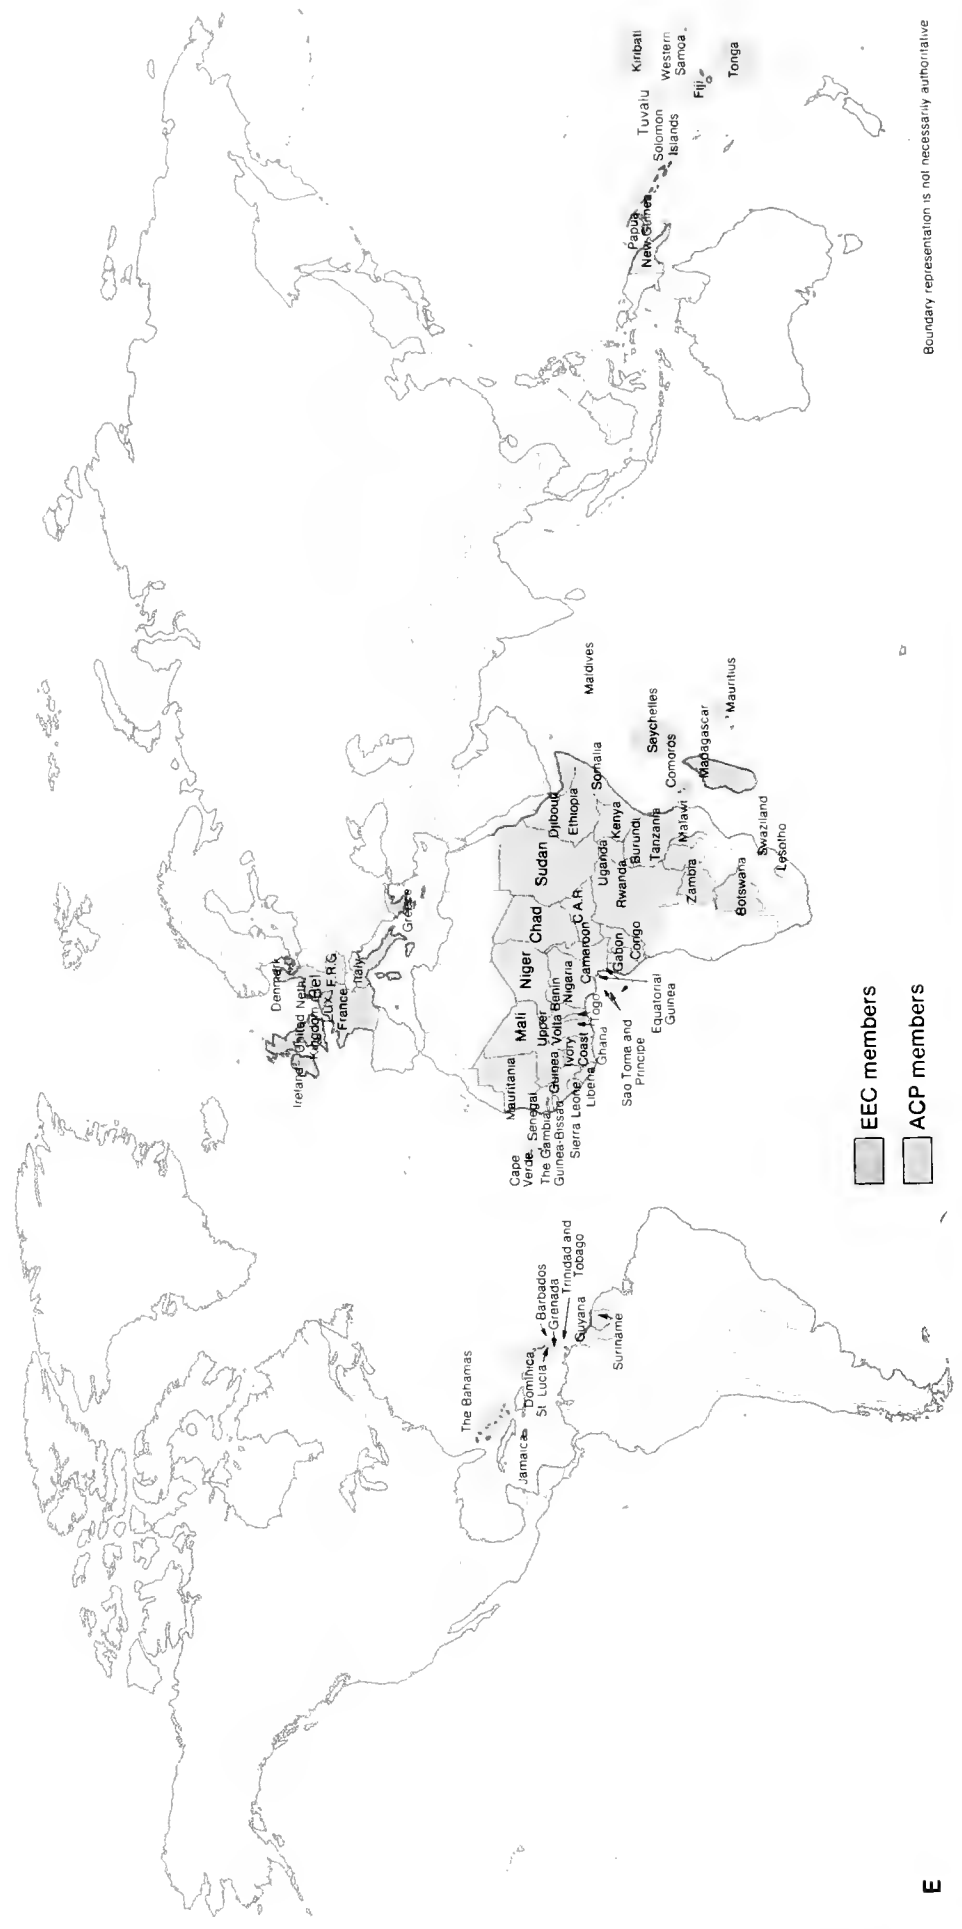 The Bahamas
Jamaica
Dominica
St Lucia
Barbados
Grenada
Trinidad and
Tobago
Guyana
Suriname
Ireland
United
Kingdom
Denmark
Neth
Bel
Lux
F.R.G.
France
Italy
Greece
Cape
Verde
Mauritania
Senegal
The Gambia
Guinea-Bissau
Guinea
Sierra Leone
Liberia
Mali
Upper
Volta
Ivory
Coast
Ghana
Togo
Benin
Niger
Nigaria
Chad
Cameroon
C.A.R.
Sudan
Djibouti
Ethiopia
Somalia
Sao Toma and
Principe
Equatorial
Guinea
Gabon
Congo
Uganda
Kenya
Rwanda
Burundi
Tanzania
Zambia
Malawi
Botswana
Swaziland
Lesotho
Comoros
Seychelles
Madagascar
Mauritius
Maldives
Papua
New Guinea
Solomon
Islands
Tuvalu
Kiribati
Western
Samoa
Fiji
Tonga
EEC members
ACP members
E
Boundary representation is not necessarily authoritative